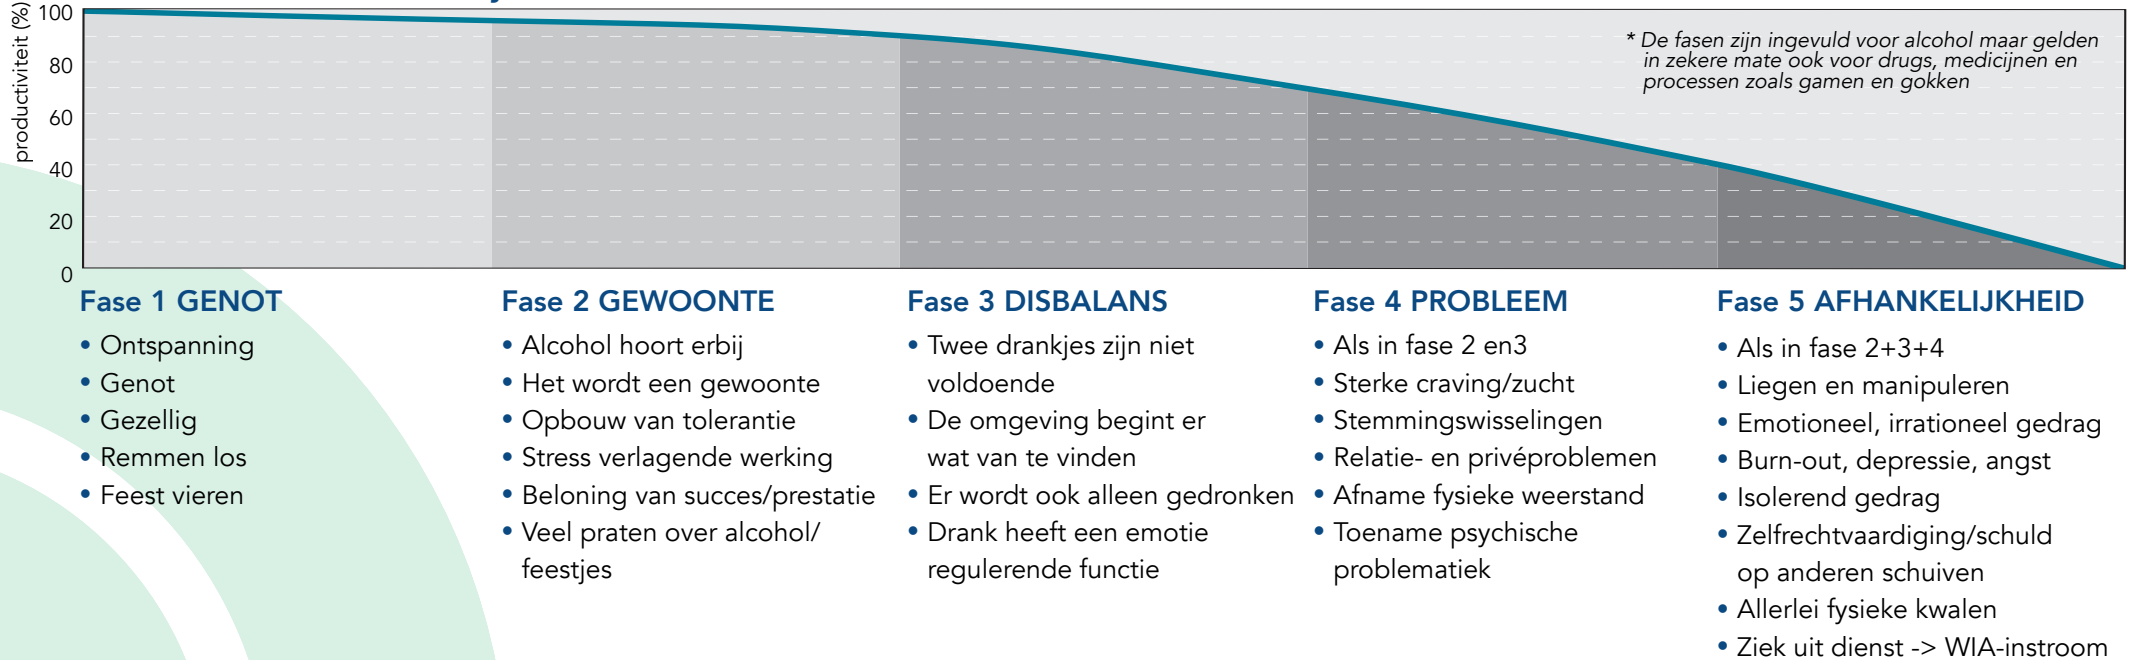 productiviteit (%)
100
80
60
40
20
0
* De fasen zijn ingevuld voor alcohol maar gelden
in zekere mate ook voor drugs, medicijnen en
processen zoals gamen en gokken
Fase 1 GENOT
• Ontspanning
• Genot
• Gezellig
• Remmen los
• Feest vieren
Fase 2 GEWOONTE
• Alcohol hoort erbij
• Het wordt een gewoonte
• Opbouw van tolerantie
• Stress verlagende werking
• Beloning van succes/prestatie
• Veel praten over alcohol/
feestjes
Fase 3 DISBALANS
• Twee drankjes zijn niet
voldoende
• De omgeving begint er
wat van te vinden
• Er wordt ook alleen gedronken
• Drank heeft een emotie
regulerende functie
Fase 4 PROBLEEM
• Als in fase 2 en3
• Sterke craving/zucht
• Stemmingswisselingen
• Relatie- en privéproblemen
• Afname fysieke weerstand
• Toename psychische
problematiek
Fase 5 AFHANKELIJKHEID
• Als in fase 2+3+4
• Liegen en manipuleren
• Emotioneel, irrationeel gedrag
• Burn-out, depressie, angst
• Isolerend gedrag
• Zelfrechtvaardiging/schuld
op anderen schuiven
• Allerlei fysieke kwalen
• Ziek uit dienst -> WIA-instroom